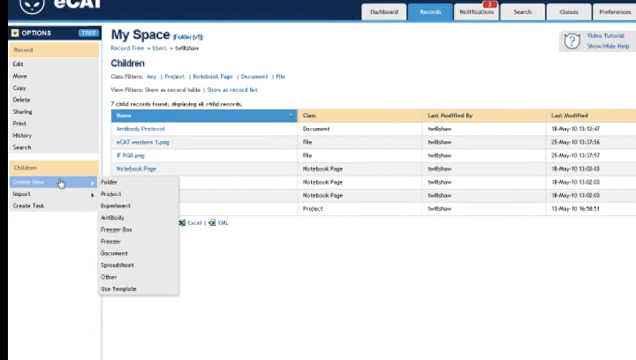 eCAT
Dashboard
Records
Notifications
Search
Classes
Preferences
OPTIONS
TREE
Record
Edit
Move
Copy
Delete
Sharing
Print
History
Search
Children
Create New
Import
Create Task
My Space [Folder (v1)]
Record Tree → Users → twillshaw
Children
Class Filters: Any | Project | Notebook Page | Document | File
View Filters: Show as record table | Show as record list
7 child records found, displaying all child records.
Name Class Last Modified By Last Modified
Antibody Protocol Document twillshaw 18-May-10 13:12:47
eCAT western 1.png File twillshaw 25-May-10 13:37:56
IF RGB.png File twillshaw 25-May-10 13:37:57
Notebook Page Notebook Page twillshaw 18-May-10 13:02:03
Notebook Page twillshaw 18-May-10 13:02:03
Notebook Page twillshaw 18-May-10 13:02:03
Project twillshaw 13-May-10 16:58:51
Excel | XML
Folder
Project
Experiment
Antibody
Freezer Box
Freezer
Document
Spreadsheet
Other
Use Template
Video Tutorial
Show/Hide Help